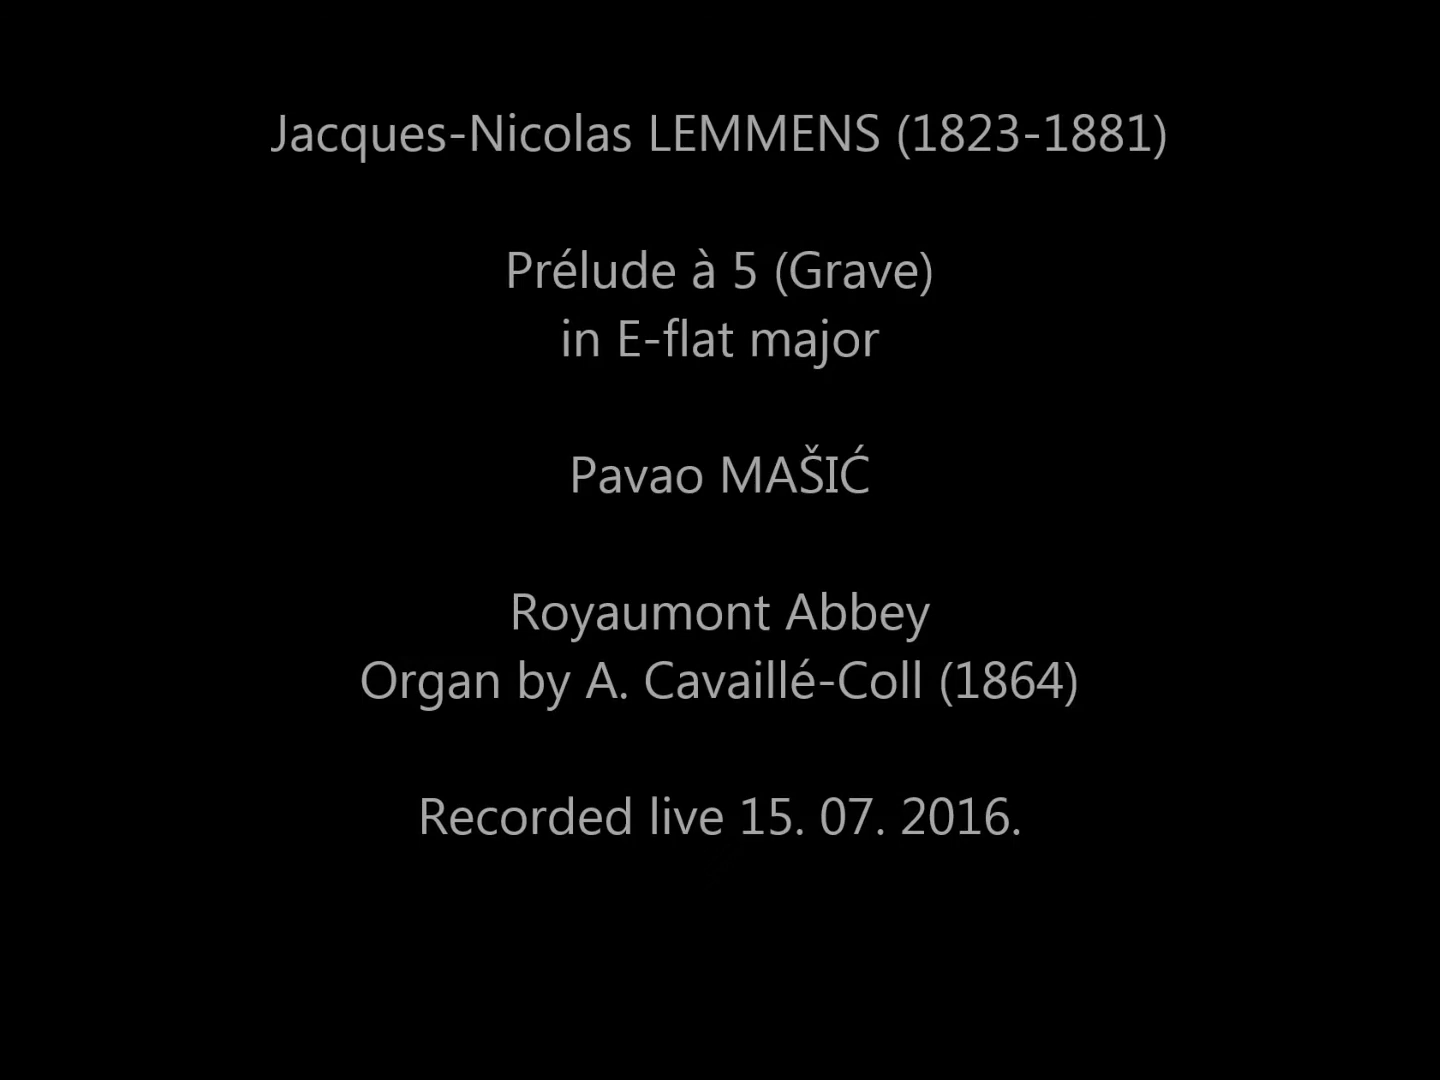 Jacques-Nicolas LEMMENS (1823-1881)
Prélude à 5 (Grave)
in E-flat major
Pavao MAŠIĆ
Royaumont Abbey
Organ by A. Cavaillé-Coll (1864)
Recorded live 15. 07. 2016.